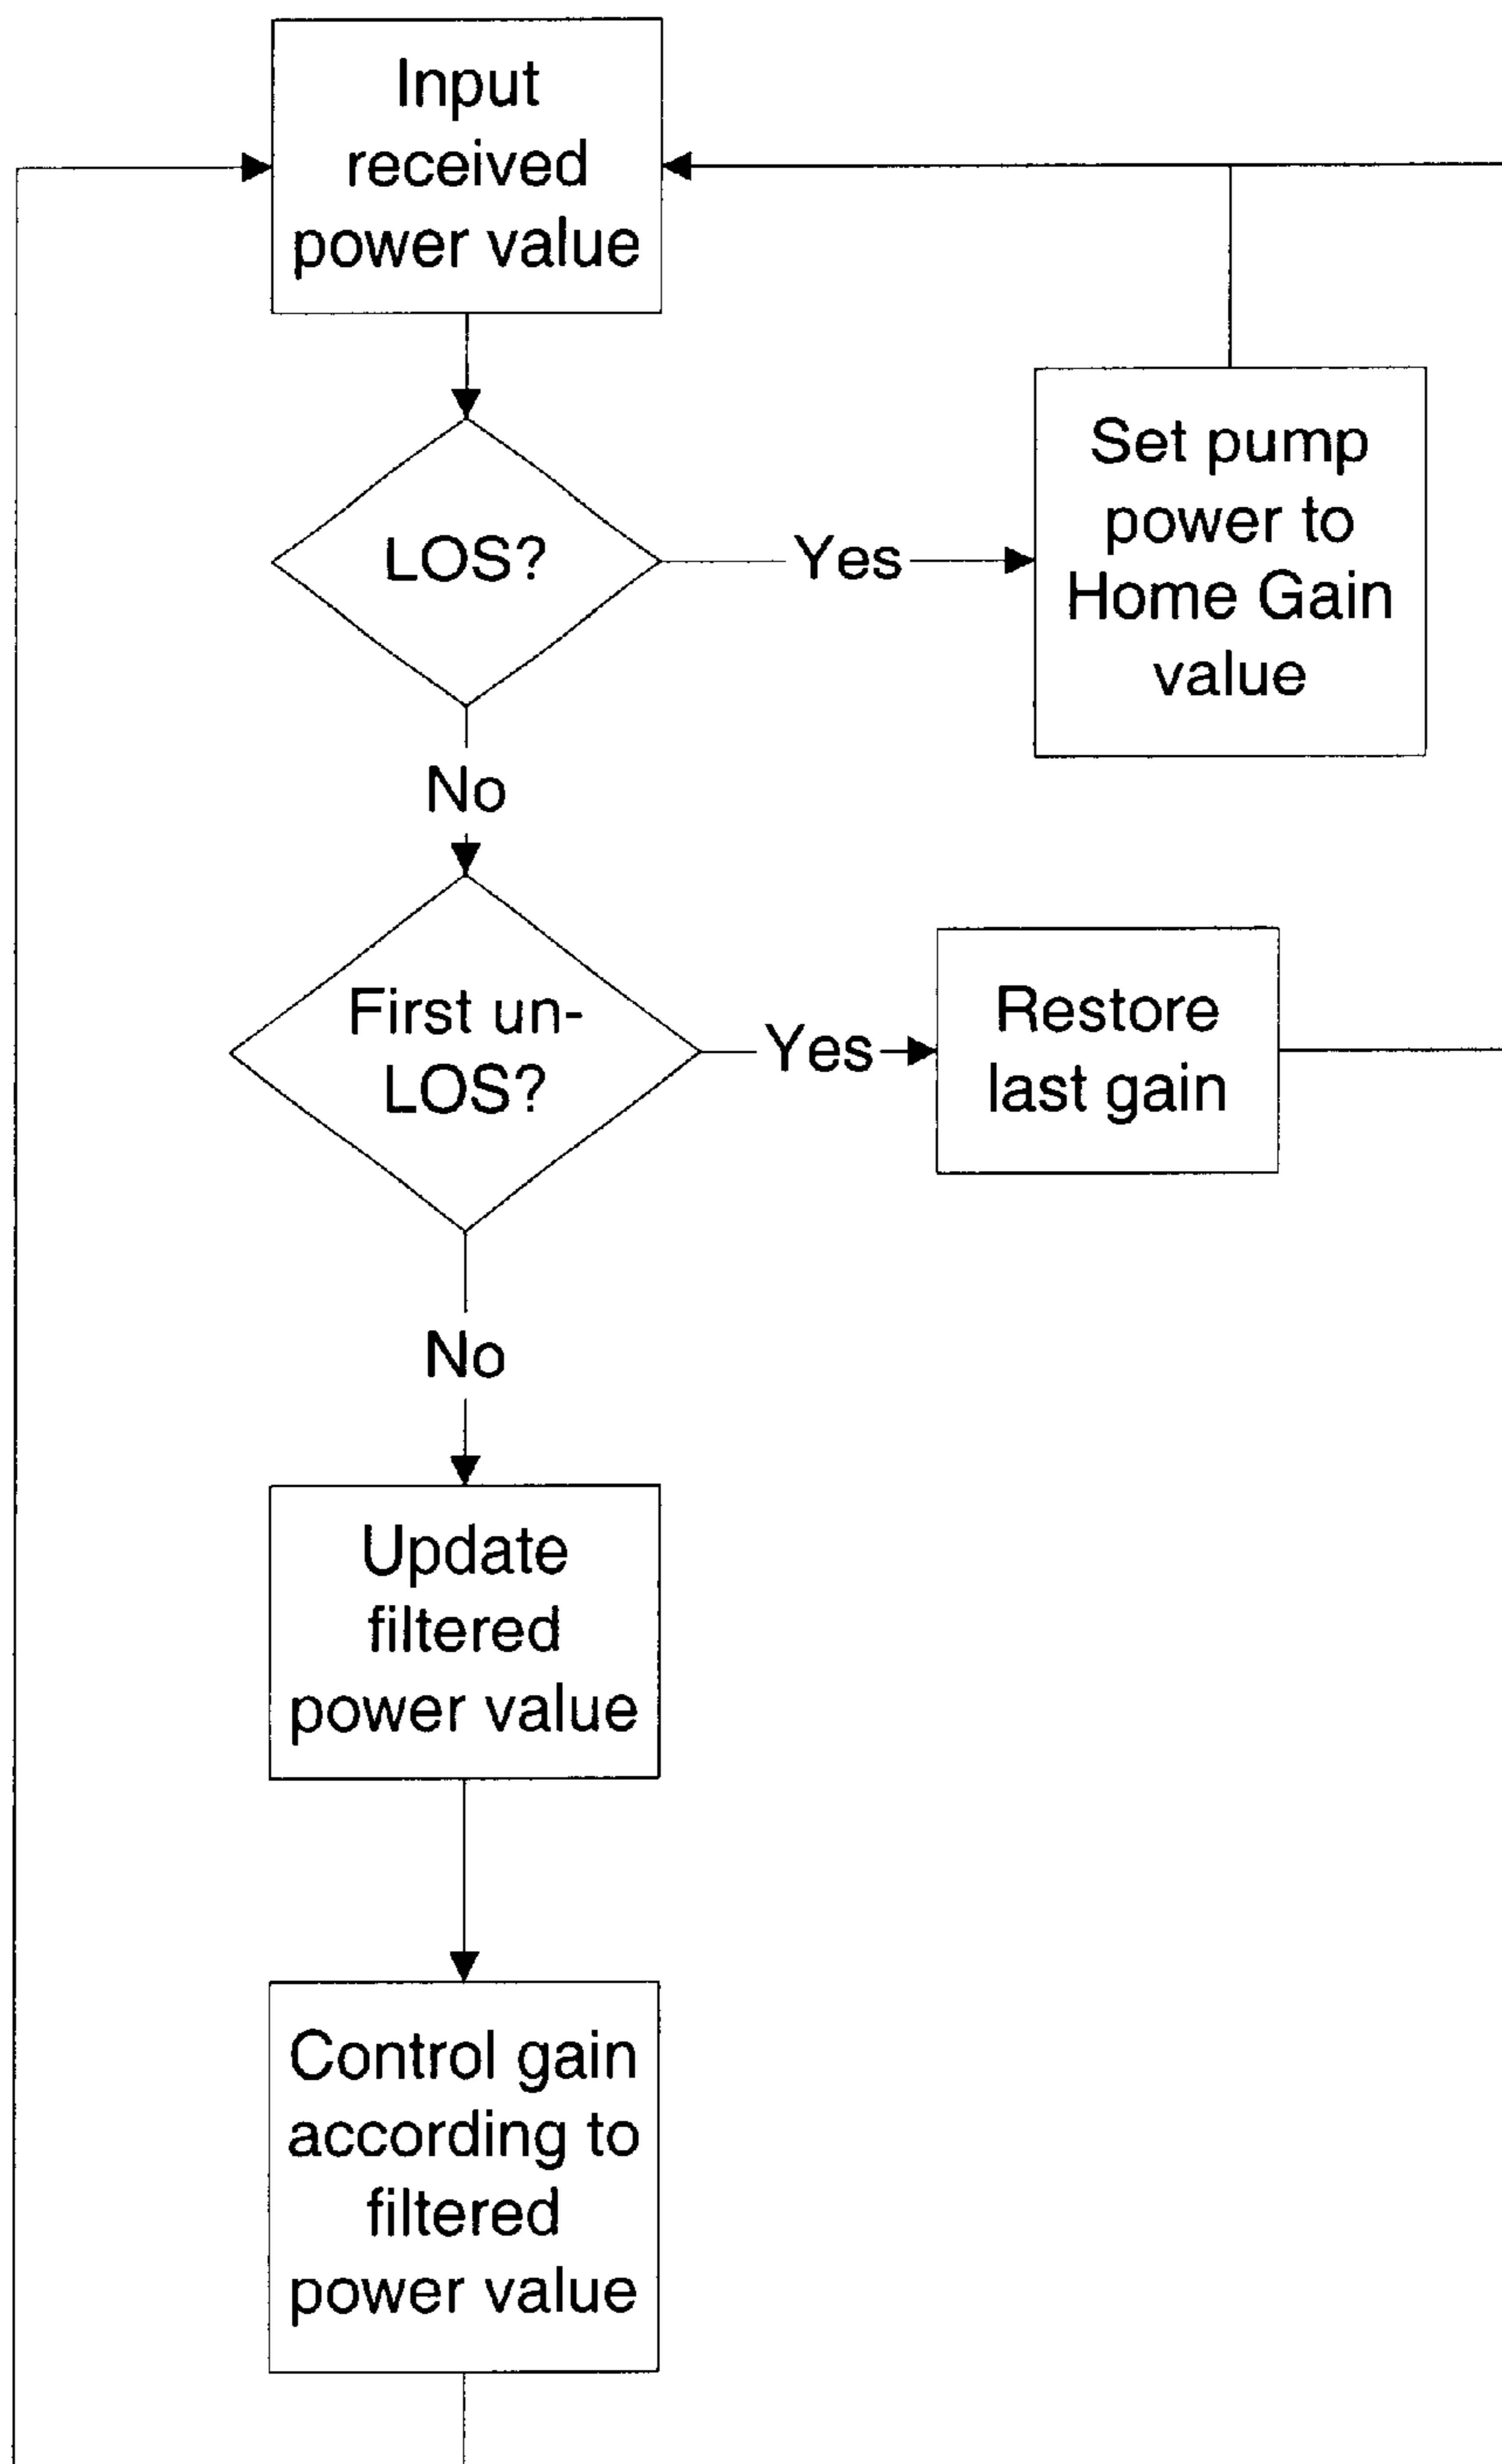 Input
received
power value
LOS?
Yes
Set pump
power to
Home Gain
value
No
First un-
LOS?
Yes
Restore
last gain
No
Update
filtered
power value
Control gain
according to
filtered
power value